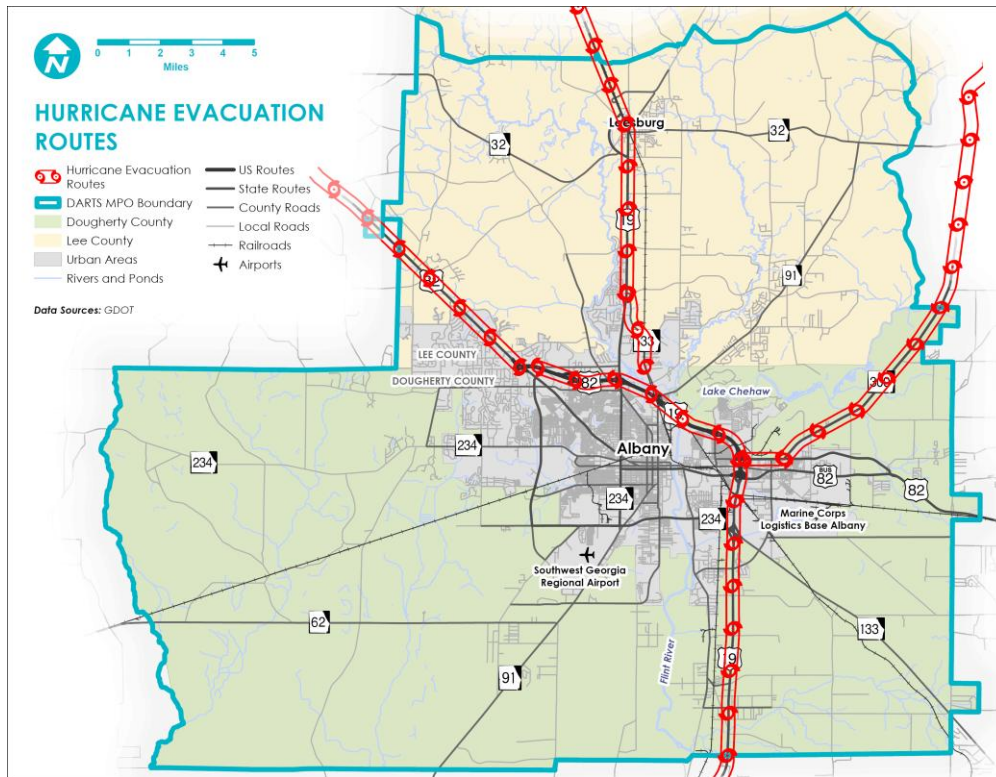 N
0 1 2 3 4 5
Miles
HURRICANE EVACUATION
ROUTES
Hurricane Evacuation
Routes
DARTS MPO Boundary
Dougherty County
Lee County
Urban Areas
Rivers and Ponds
US Routes
State Routes
County Roads
Local Roads
Railroads
Airports
Data Sources: GDOT
Leesburg
32
32
19
82
91
133
LEE COUNTY
DOUGHERTY COUNTY
82
300
Lake Chehaw
19
234
234
Albany
BUS
82
82
234
234
Marine Corps
Logistics Base Albany
Southwest Georgia
Regional Airport
62
133
Flint River
19
91